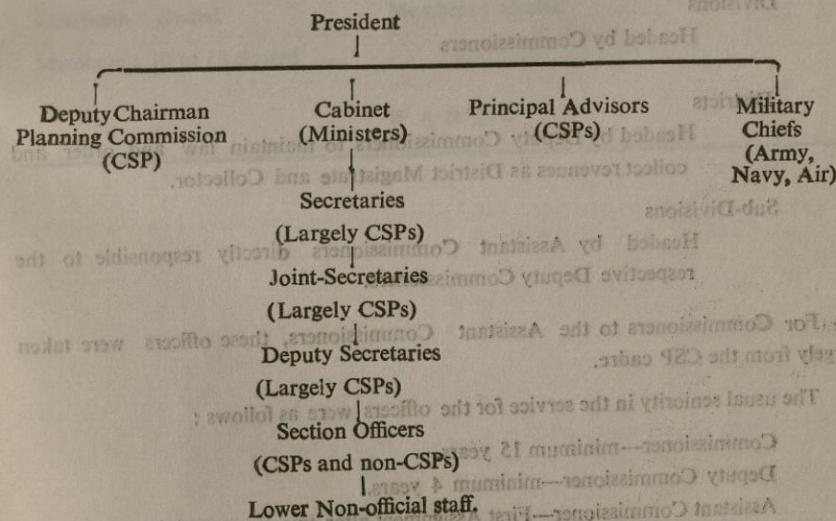 President
Deputy Chairman
Planning Commission
(CSP)
Cabinet
(Ministers)
Principal Advisors
(CSPs)
Military
Chiefs
(Army,
Navy, Air)
Secretaries
(Largely CSPs)
Joint-Secretaries
(Largely CSPs)
Deputy Secretaries
(Largely CSPs)
Section Officers
(CSPs and non-CSPs)
Lower Non-official staff.